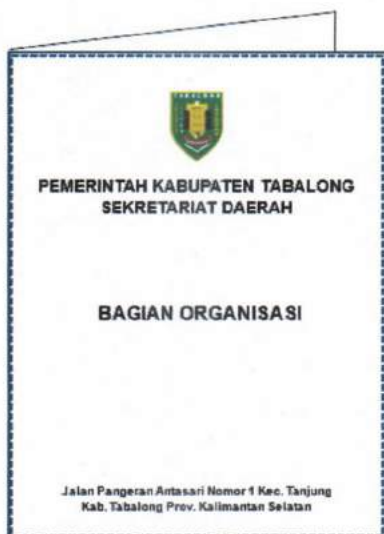 TABALONG
PEMERINTAH KABUPATEN TABALONG
SEKRETARIAT DAERAH
BAGIAN ORGANISASI
Jalan Pangeran Antasari Nomor 1 Kec. Tanjung
Kab. Tabalong Prov. Kalimantan Selatan